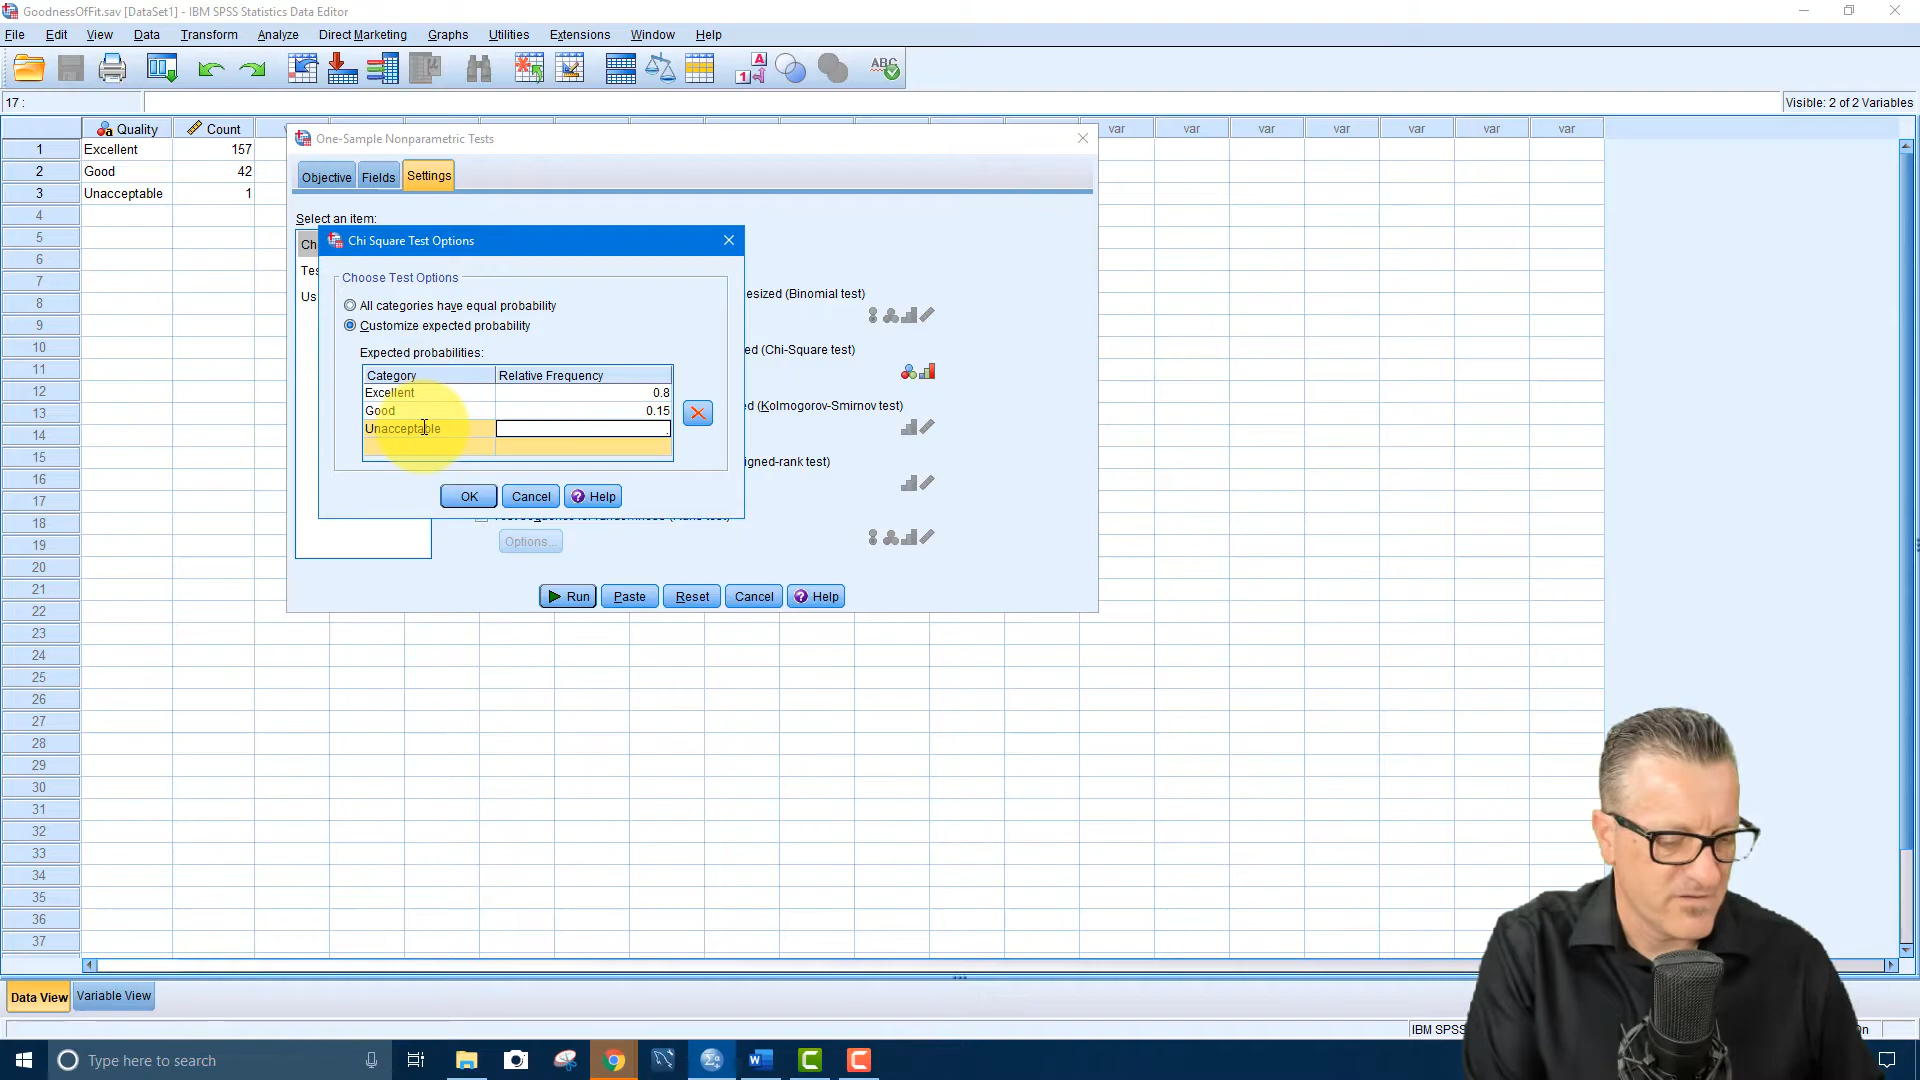 GoodnessOfFit.sav [DataSet1] - IBM SPSS Statistics Data Editor
File Edit View Data Transform Analyze Direct Marketing Graphs Utilities Extensions Window Help
17 :
Visible: 2 of 2 Variables
Quality Count var var var var var var var
1 Excellent 157
2 Good 42
3 Unacceptable 1
4
5
6
7
8
9
10
11
12
13
14
15
16
17
18
19
20
21
22
23
24
25
26
27
28
29
30
31
32
33
34
35
36
37
One-Sample Nonparametric Tests
Objective Fields Settings
Select an item:
Ch
Tes
Us
esized (Binomial test)
ed (Chi-Square test)
ed (Kolmogorov-Smirnov test)
igned-rank test)
Options...
Run Paste Reset Cancel Help
Chi Square Test Options
Choose Test Options
All categories have equal probability
Customize expected probability
Expected probabilities:
Category Relative Frequency
Excellent 0.8
Good 0.15
Unacceptable .
OK Cancel Help
Data View Variable View
IBM SPSS
On
Type here to search